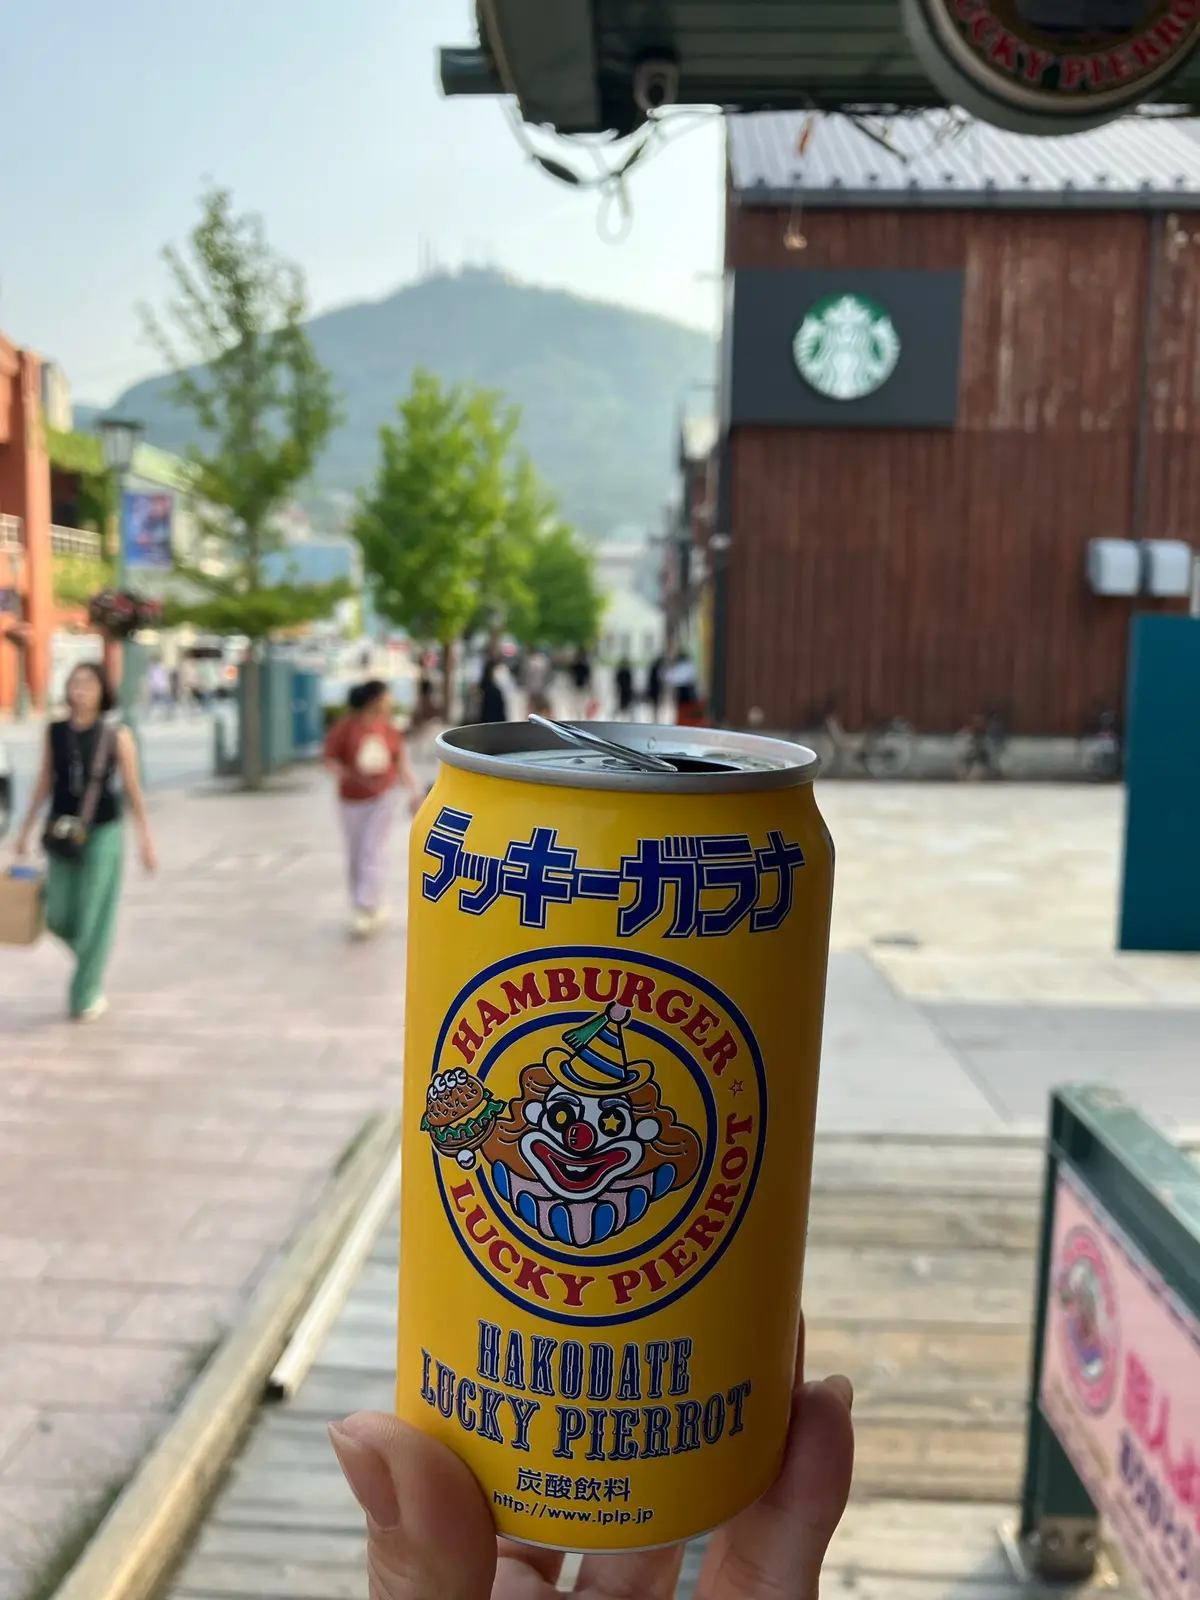 LUCKY PIERROT
ラッキーガラナ
HAMBURGER
LUCKY PIERROT
HAKODATE
LUCKY PIERROT
炭酸飲料
http://www.lplp.jp